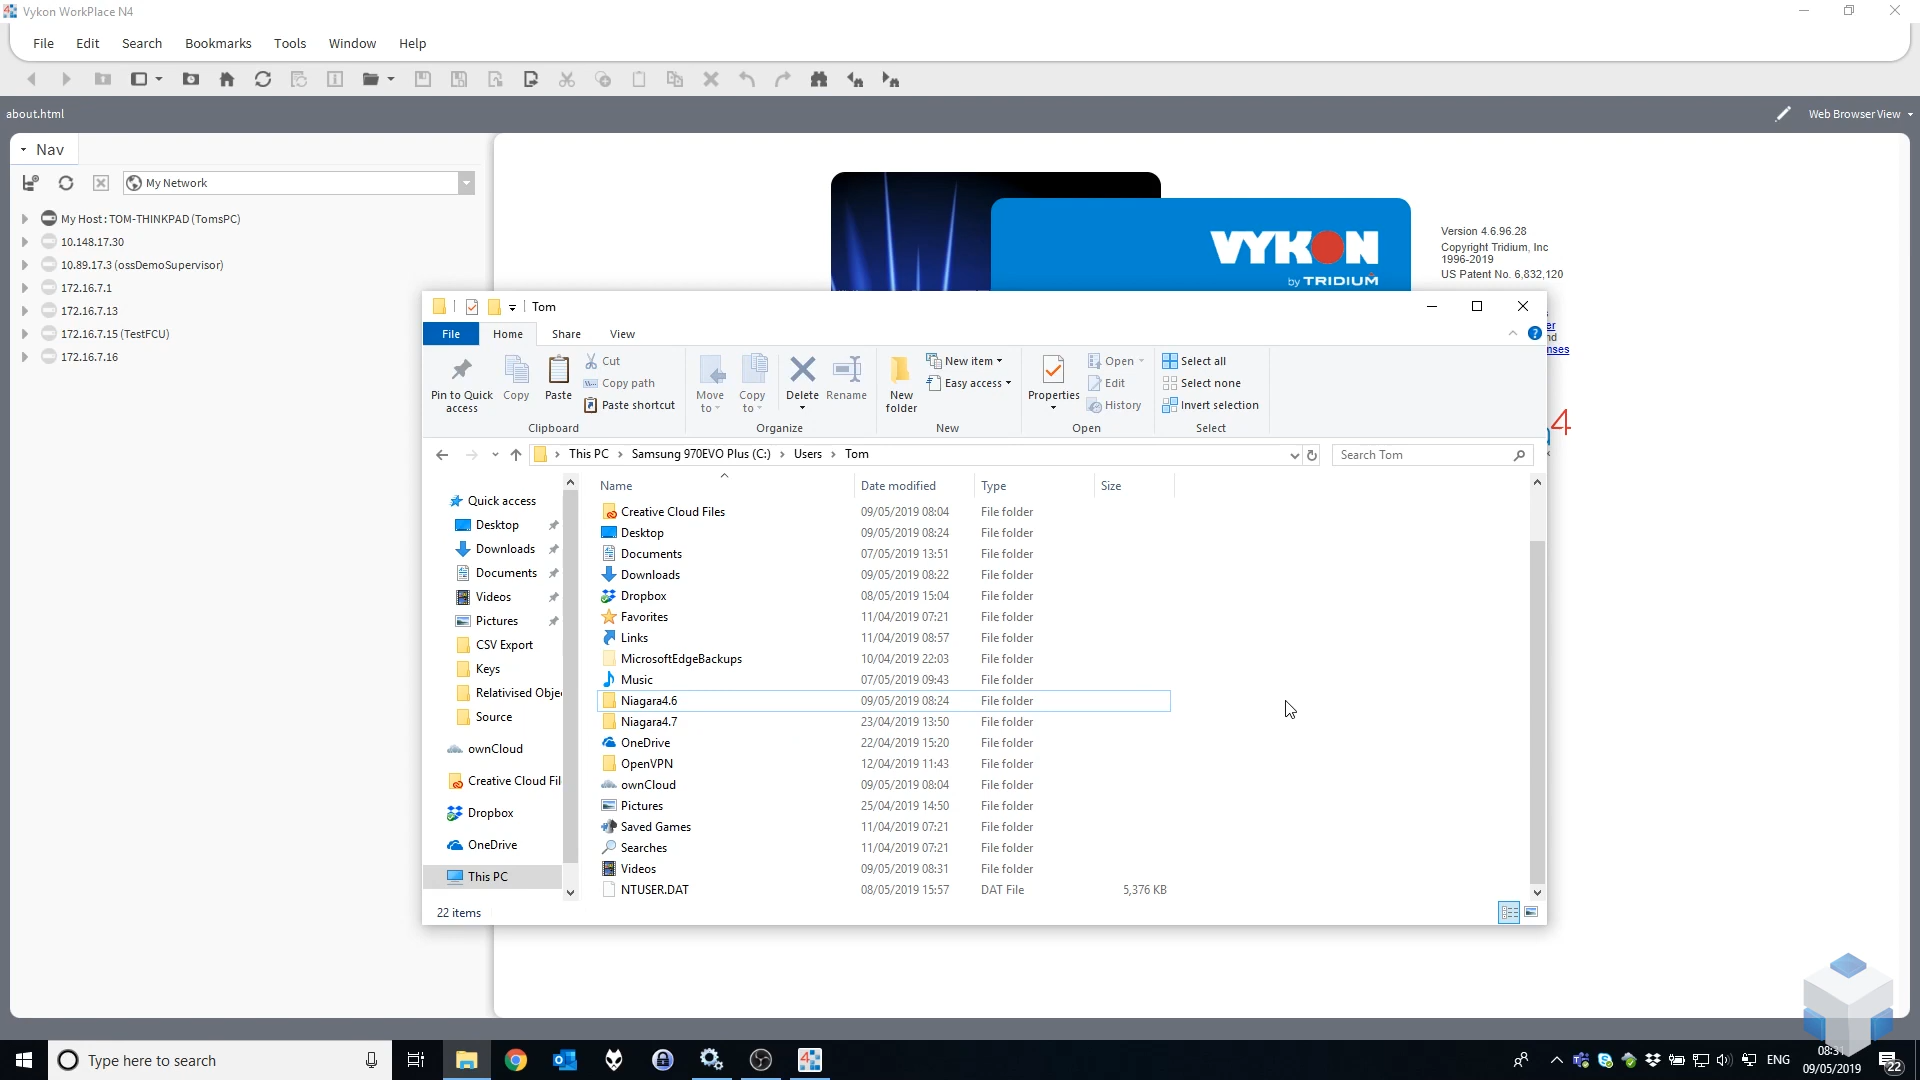 Vykon WorkPlace N4
File Edit Search Bookmarks Tools Window Help
about.html
Web Browser View
Nav
My Network
My Host : TOM-THINKPAD (TomsPC)
10.148.17.30
10.89.17.3 (ossDemoSupervisor)
172.16.7.1
172.16.7.13
172.16.7.15 (TestFCU)
172.16.7.16
VYKON
by TRIDIUM
Version 4.6.96.28
Copyright Tridium, Inc
1996-2019
US Patent No. 6,832,120
4
Tom
File Home Share View
Pin to Quick access
Copy
Paste
Cut
Copy path
Paste shortcut
Clipboard
Move to
Copy to
Delete
Rename
Organize
New folder
New item
Easy access
New
Properties
Open
Edit
History
Open
Select all
Select none
Invert selection
Select
This PC > Samsung 970EVO Plus (C:) > Users > Tom
Search Tom
Quick access
Desktop
Downloads
Documents
Videos
Pictures
CSV Export
Keys
Relativised Obje
Source
ownCloud
Creative Cloud Fil
Dropbox
OneDrive
This PC
Name Date modified Type Size
Creative Cloud Files 09/05/2019 08:04 File folder
Desktop 09/05/2019 08:24 File folder
Documents 07/05/2019 13:51 File folder
Downloads 09/05/2019 08:22 File folder
Dropbox 08/05/2019 15:04 File folder
Favorites 11/04/2019 07:21 File folder
Links 11/04/2019 08:57 File folder
MicrosoftEdgeBackups 10/04/2019 22:03 File folder
Music 07/05/2019 09:43 File folder
Niagara4.6 09/05/2019 08:24 File folder
Niagara4.7 23/04/2019 13:50 File folder
OneDrive 22/04/2019 15:20 File folder
OpenVPN 12/04/2019 11:43 File folder
ownCloud 09/05/2019 08:04 File folder
Pictures 25/04/2019 14:50 File folder
Saved Games 11/04/2019 07:21 File folder
Searches 11/04/2019 07:21 File folder
Videos 09/05/2019 08:31 File folder
NTUSER.DAT 08/05/2019 15:57 DAT File 5,376 KB
22 items
Type here to search
ENG
08:31
09/05/2019
22